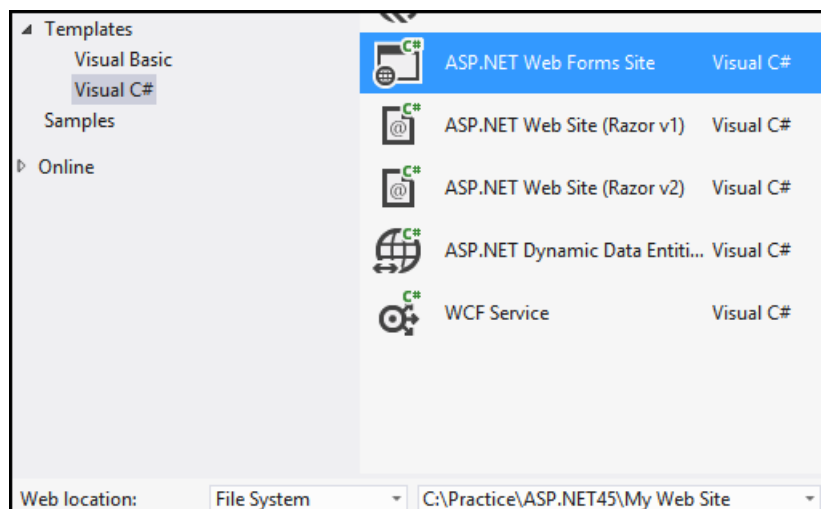 Templates
Visual Basic
Visual C#
Samples
Online
C#
ASP.NET Web Forms Site Visual C#
C#
@
ASP.NET Web Site (Razor v1) Visual C#
C#
@
ASP.NET Web Site (Razor v2) Visual C#
C#
ASP.NET Dynamic Data Entiti... Visual C#
C#
WCF Service Visual C#
Web location: File System C:\Practice\ASP.NET45\My Web Site